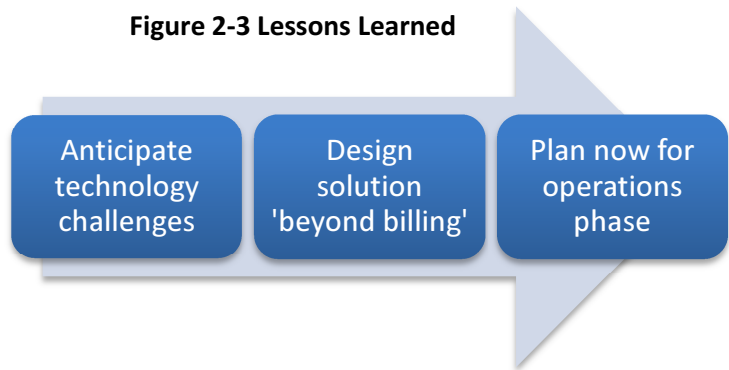 Figure 2-3 Lessons Learned
Anticipate
technology
challenges
Design
solution
'beyond billing'
Plan now for
operations
phase